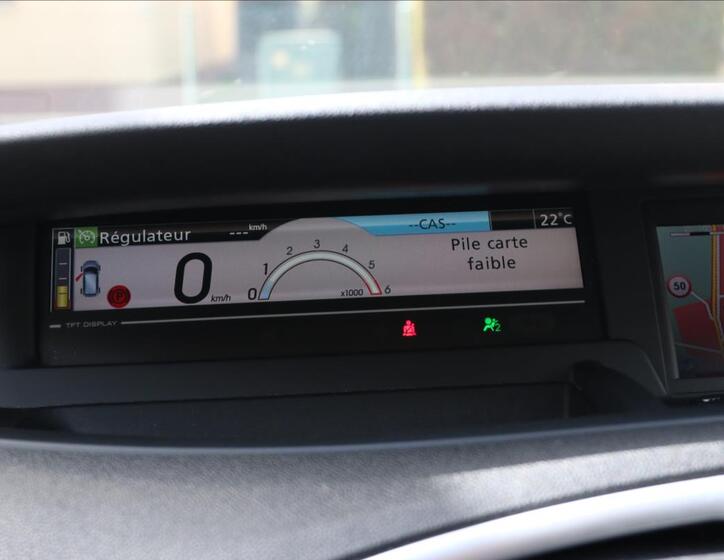 Régulateur --- km/h --CAS-- 22°C
Pile carte
faible
0 km/h
0 1 2 3 4 5 6
x1000
P
TFT DISPLAY
2
50